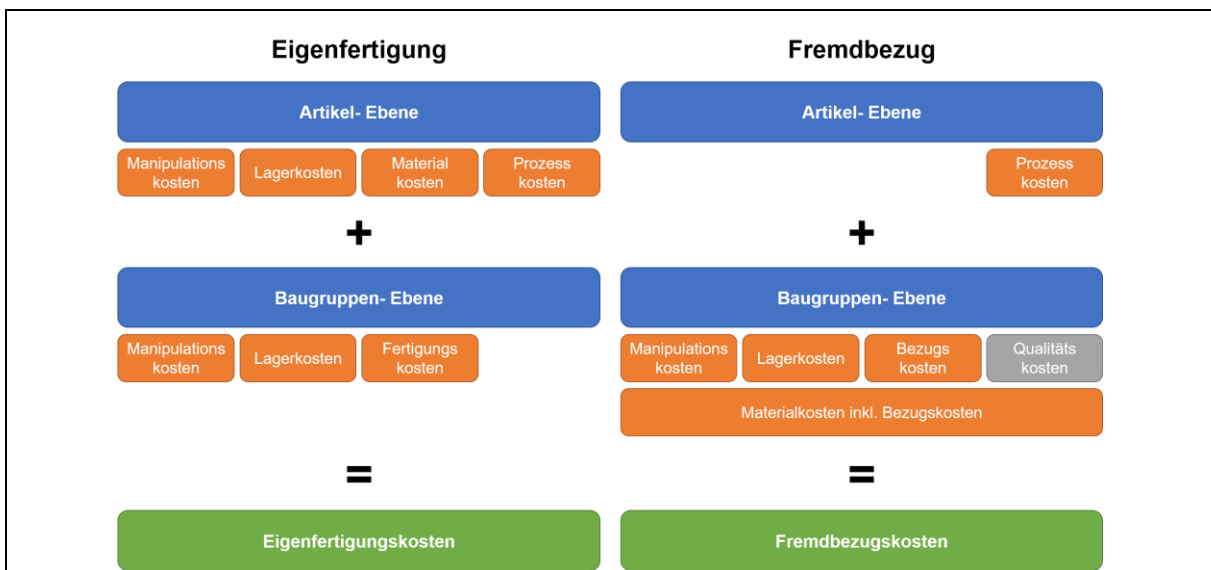 Eigenfertigung
Fremdbezug
Artikel- Ebene
Artikel- Ebene
Manipulations
kosten
Lagerkosten
Material
kosten
Prozess
kosten
Prozess
kosten
+
+
Baugruppen- Ebene
Baugruppen- Ebene
Manipulations
kosten
Lagerkosten
Fertigungs
kosten
Manipulations
kosten
Lagerkosten
Bezugs
kosten
Qualitäts
kosten
Materialkosten inkl. Bezugskosten
=
=
Eigenfertigungskosten
Fremdbezugskosten